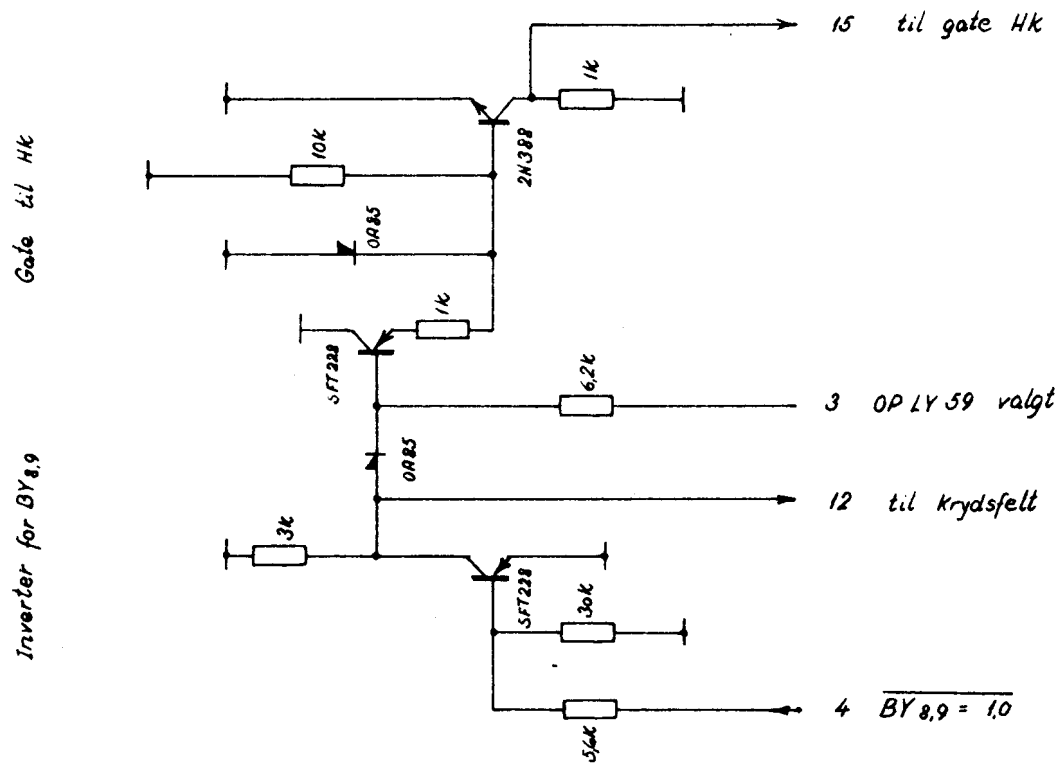 15 til gate HK
1K
Gate til HK
10K
2N388
OA85
1K
SFT228
6,2K
3 OP LY 59 valgt
OA85
12 til krydsfelt
Inverter for BY8,9
3K
SFT228
30K
4 BY8,9 = 1,0
5,6K